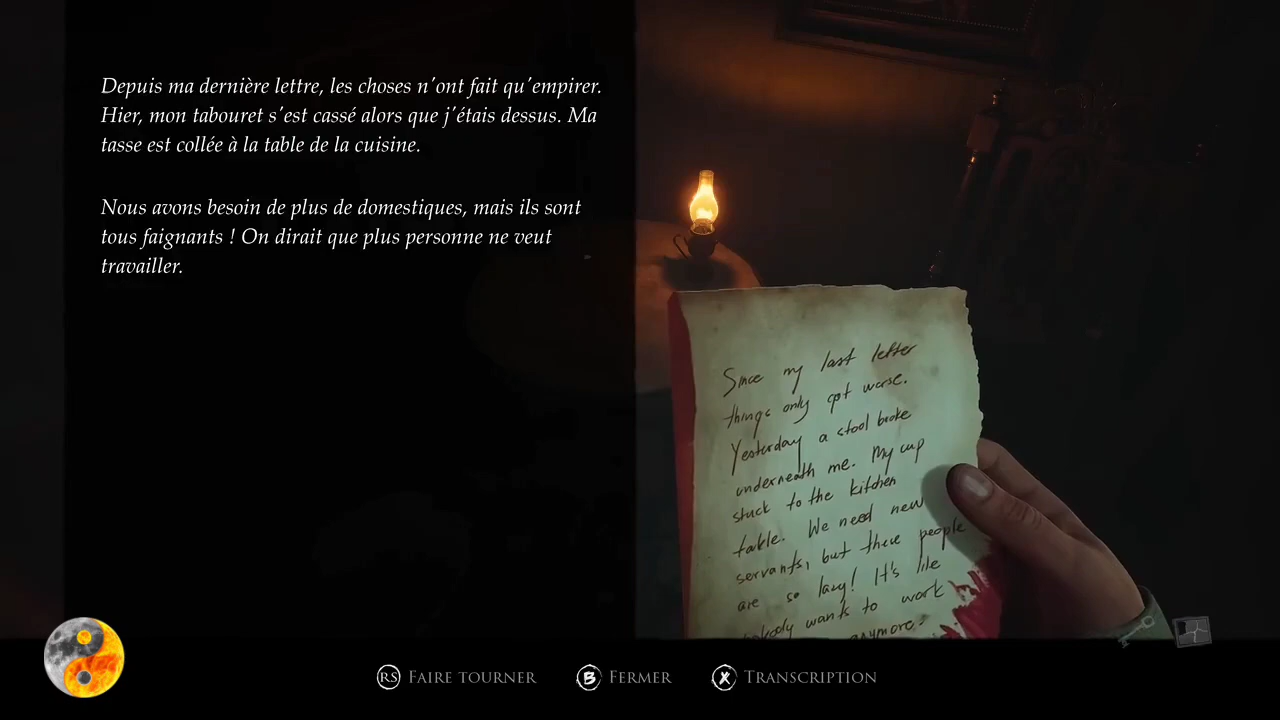 Depuis ma dernière lettre, les choses n'ont fait qu'empirer.
Hier, mon tabouret s'est cassé alors que j'étais dessus. Ma
tasse est collée à la table de la cuisine.
Nous avons besoin de plus de domestiques, mais ils sont
tous faignants ! On dirait que plus personne ne veut
travailler.
Since my last letter
things only got worse.
Yesterday a stool broke
underneath me. My cup
stuck to the kitchen
table. We need new
servants, but these people
are so lazy! It's like
nobody wants to work
anymore.
RS FAIRE TOURNER
B FERMER
X TRANSCRIPTION